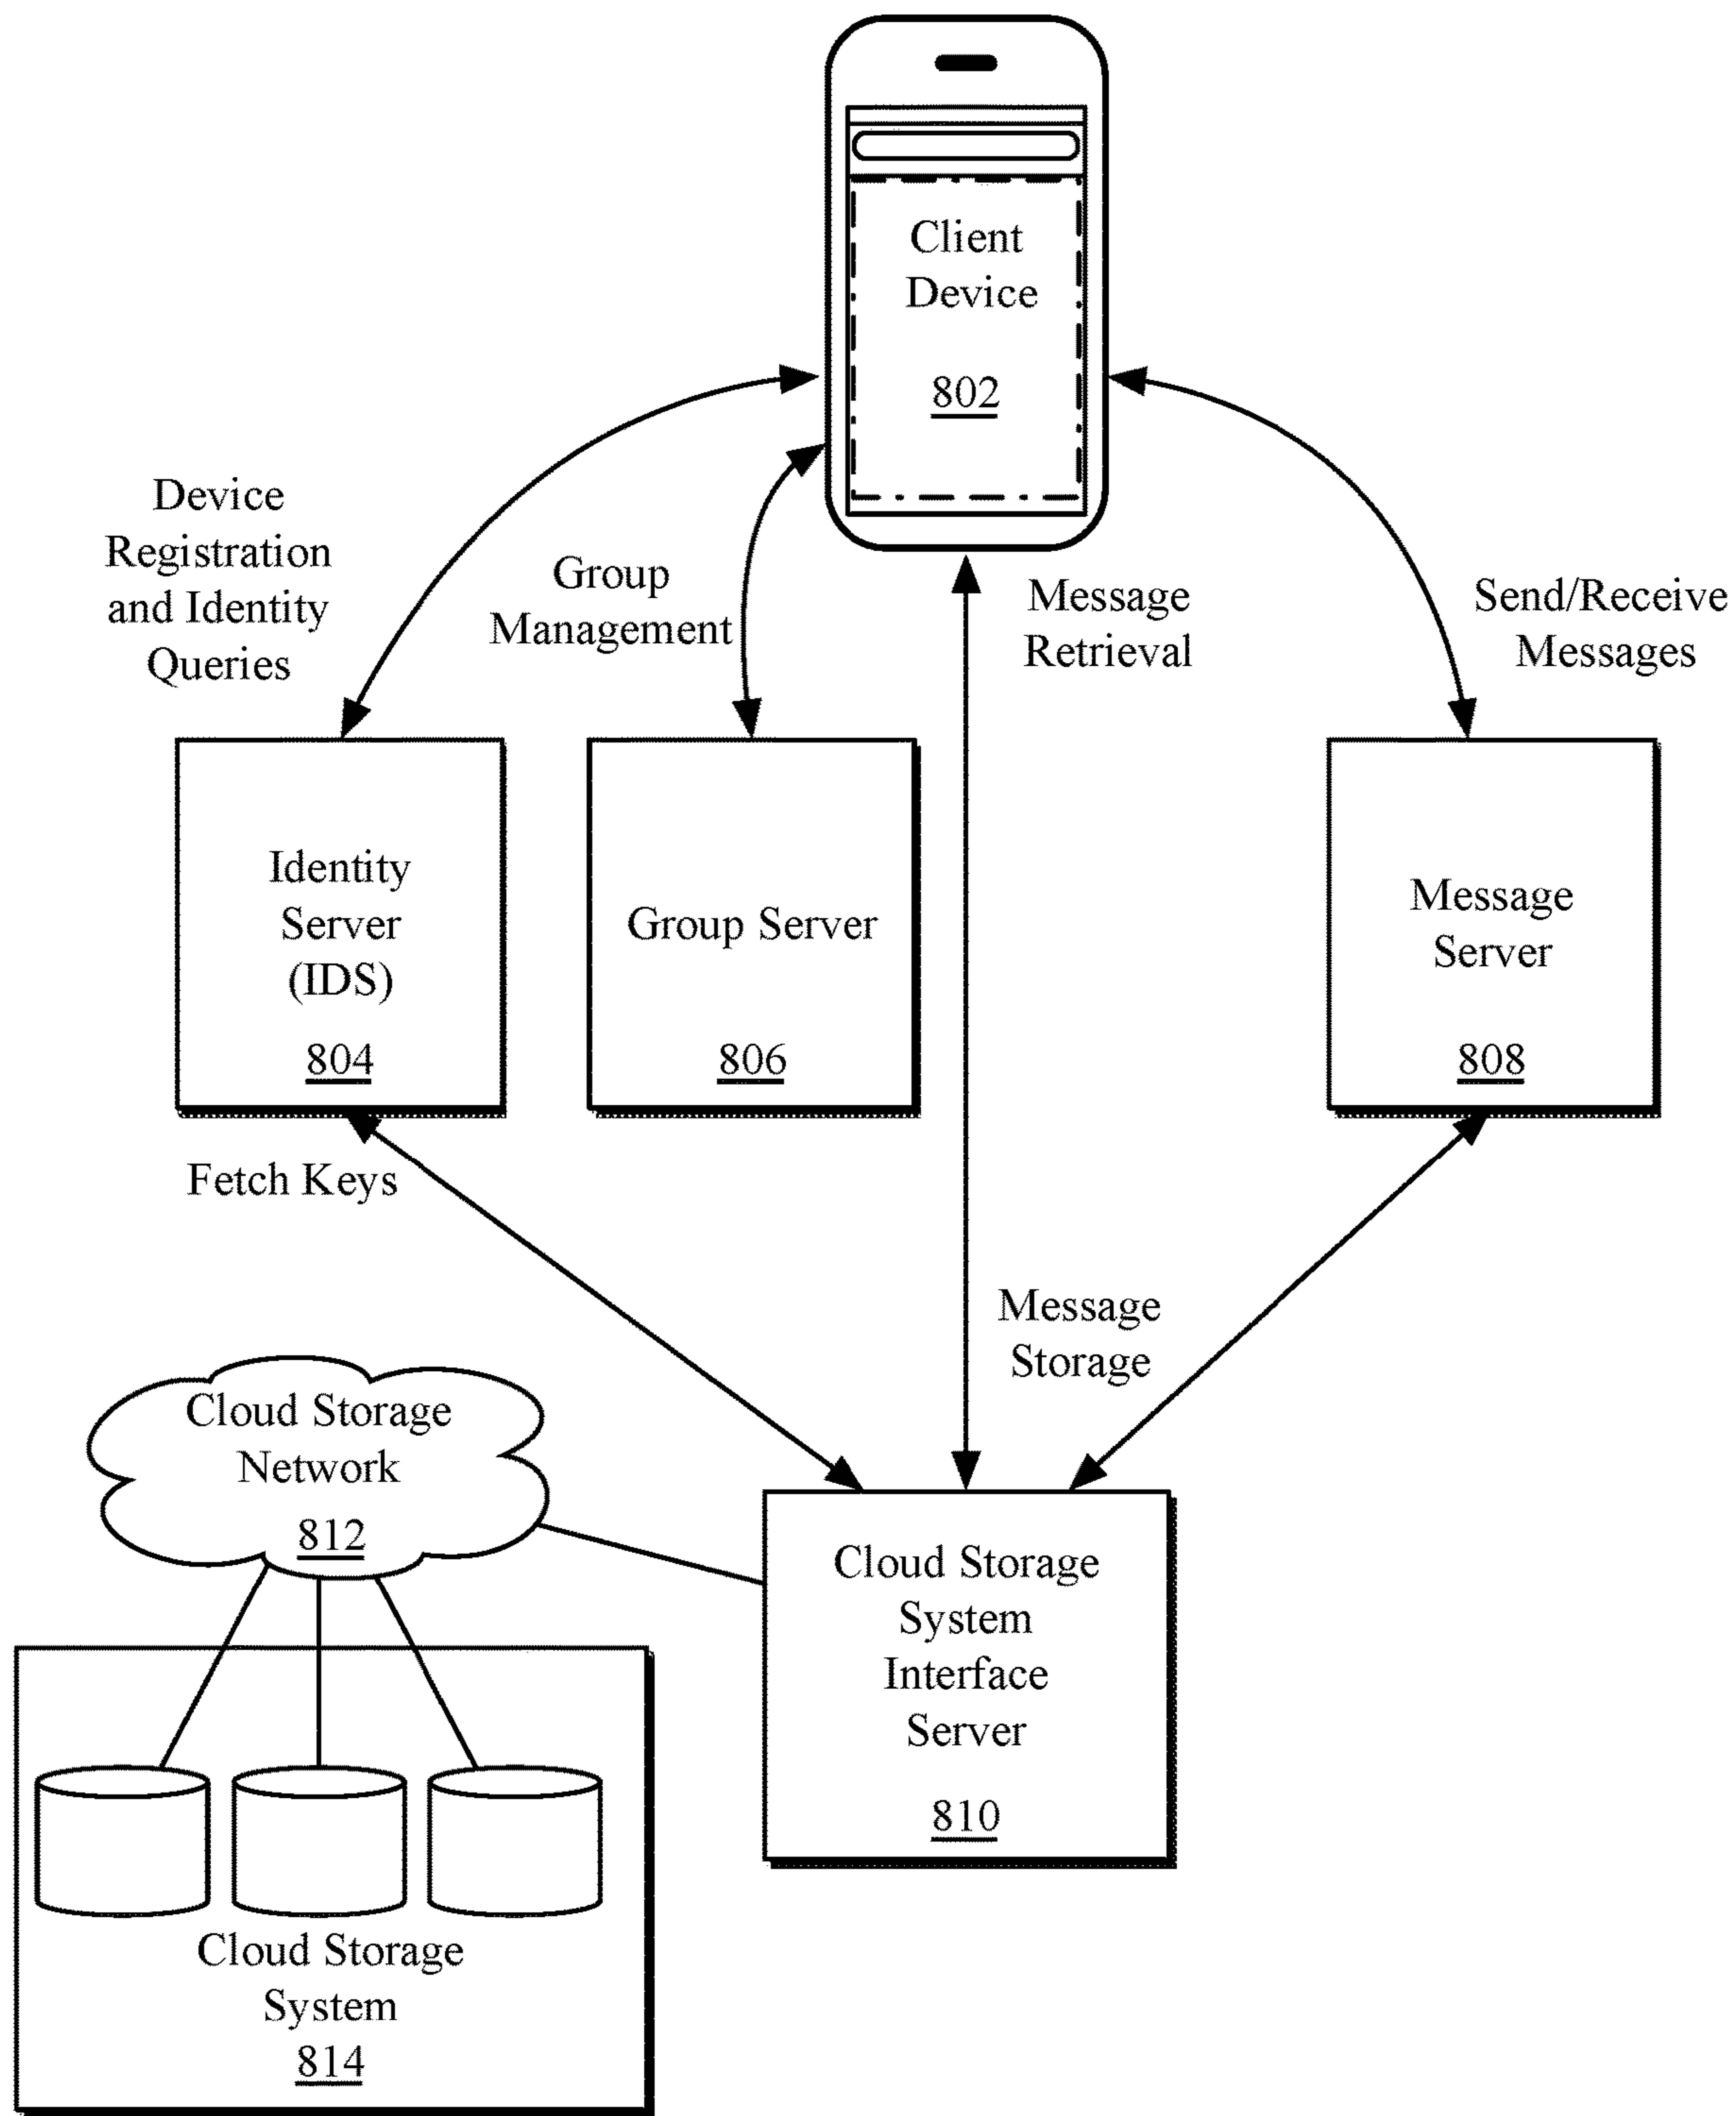 Client
Device
802
Device
Registration
and Identity
Queries
Group
Management
Message
Retrieval
Send/Receive
Messages
Identity
Server
(IDS)
804
Group Server
806
Message
Server
808
Fetch Keys
Message
Storage
Cloud Storage
Network
812
Cloud Storage
System
Interface
Server
810
Cloud Storage
System
814